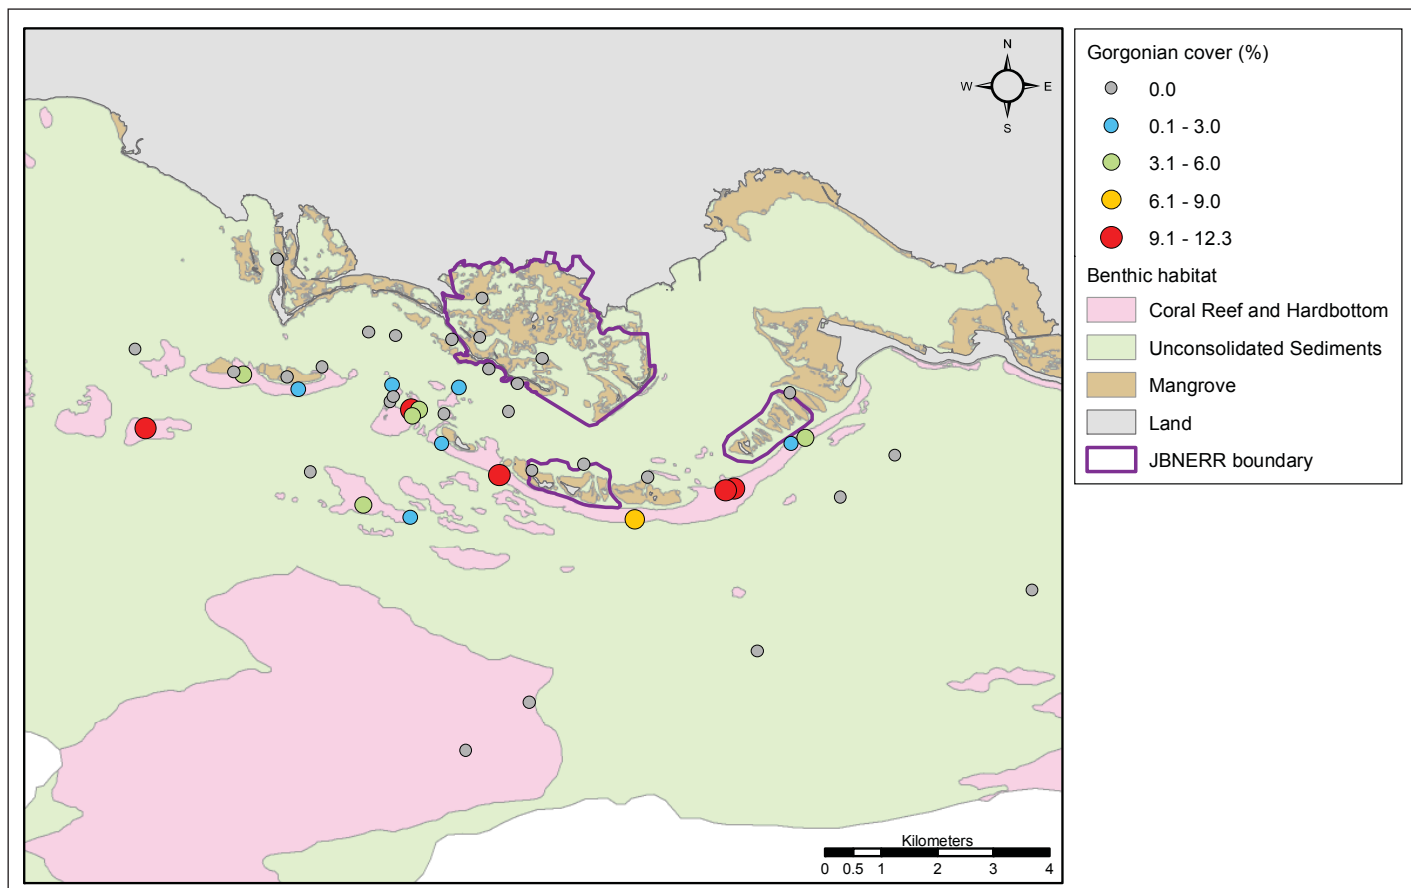 N
W E
S
Kilometers
0 0.5 1 2 3 4
Gorgonian cover (%)
0.0
0.1 - 3.0
3.1 - 6.0
6.1 - 9.0
9.1 - 12.3
Benthic habitat
Coral Reef and Hardbottom
Unconsolidated Sediments
Mangrove
Land
JBNERR boundary